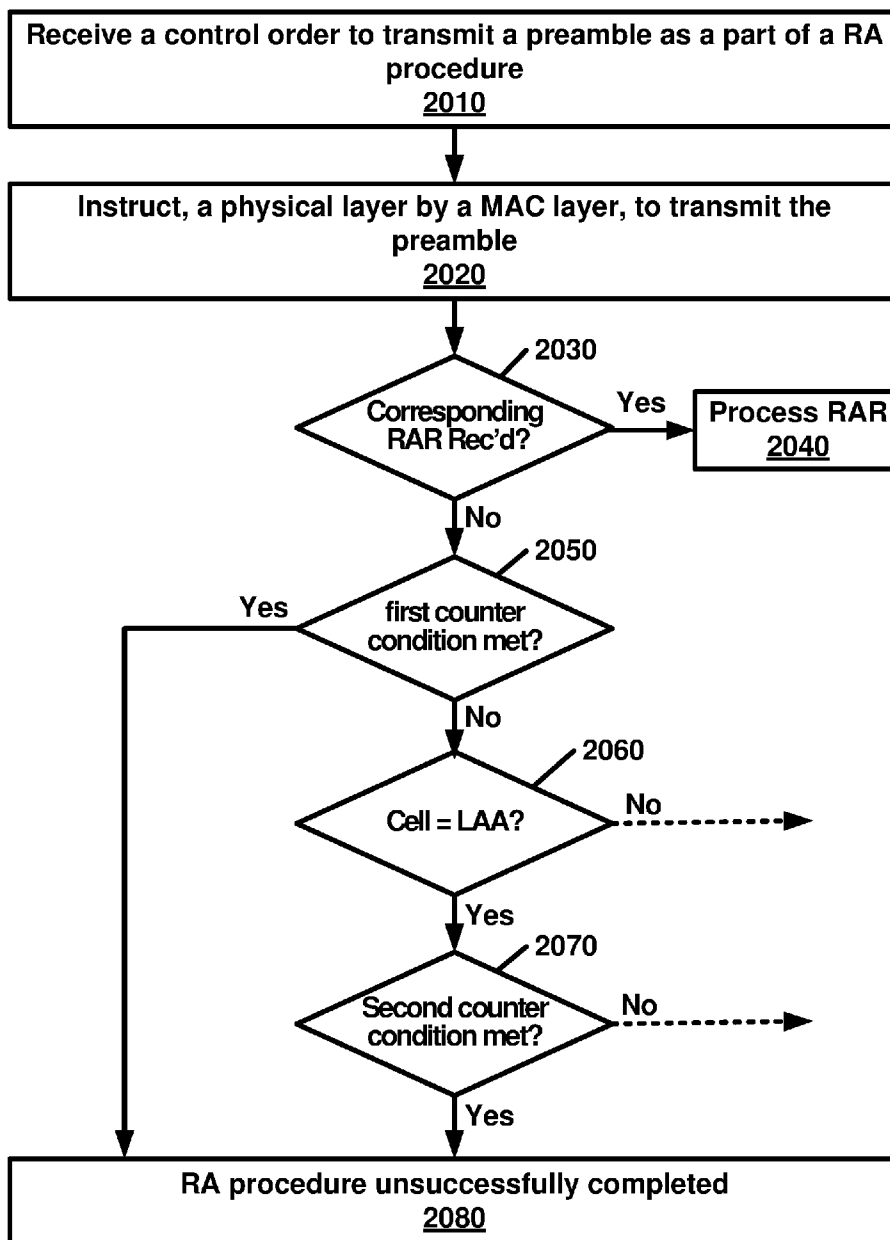 Receive a control order to transmit a preamble as a part of a RA
procedure
2010
Instruct, a physical layer by a MAC layer, to transmit the
preamble
2020
2030
Corresponding
RAR Rec'd?
Yes
Process RAR
2040
No
2050
Yes
first counter
condition met?
No
2060
Cell = LAA?
No
Yes
2070
Second counter
condition met?
No
Yes
RA procedure unsuccessfully completed
2080